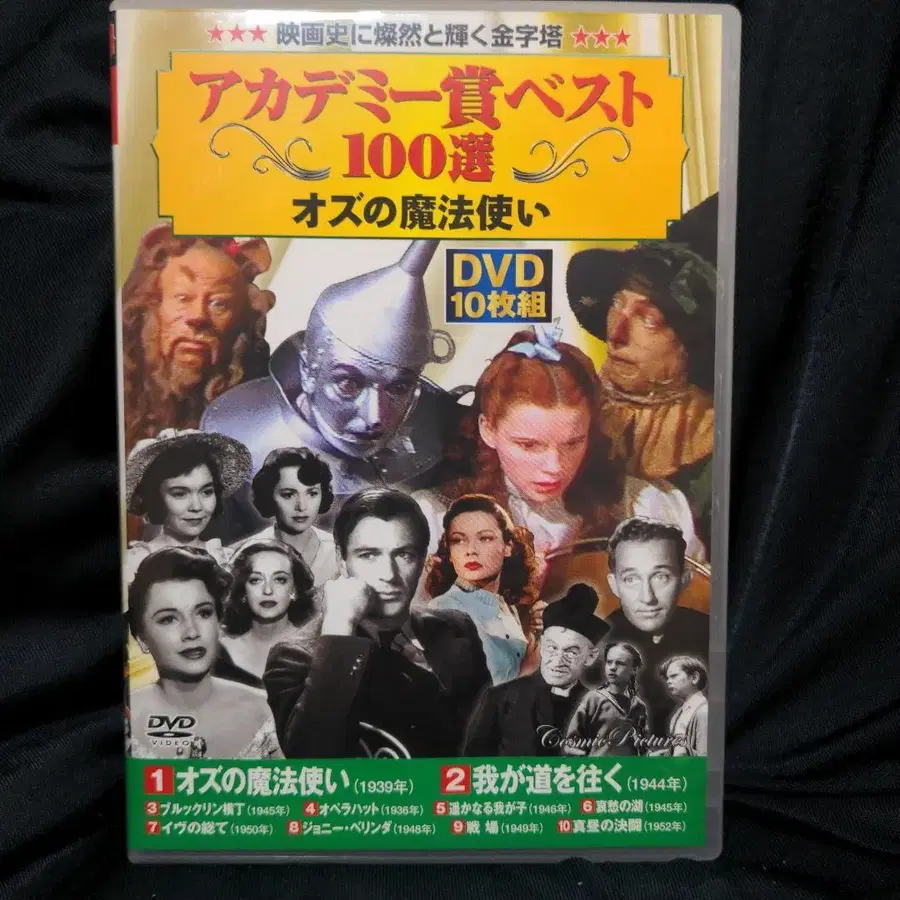 ★★★ 映画史に燦然と輝く金字塔 ★★★
アカデミー賞ベスト
100選
オズの魔法使い
DVD
10枚組
DVD
VIDEO
Cosmic Pictures
1 オズの魔法使い(1939年) 2 我が道を往く(1944年)
3 ブルックリン横丁(1945年) 4 オペラハット(1936年) 5 遥かなる我が子(1946年) 6 哀愁の湖(1945年)
7 イヴの総て(1950年) 8 ジョニー・ベリンダ(1948年) 9 戦場(1949年) 10 真昼の決闘(1952年)